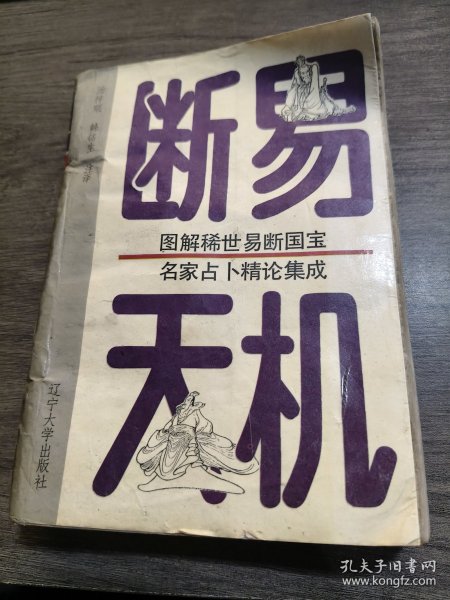 断易
图解稀世易断国宝
名家占卜精论集成
天机
辽宁大学出版社
孔夫子旧书网
www.kongfz.com